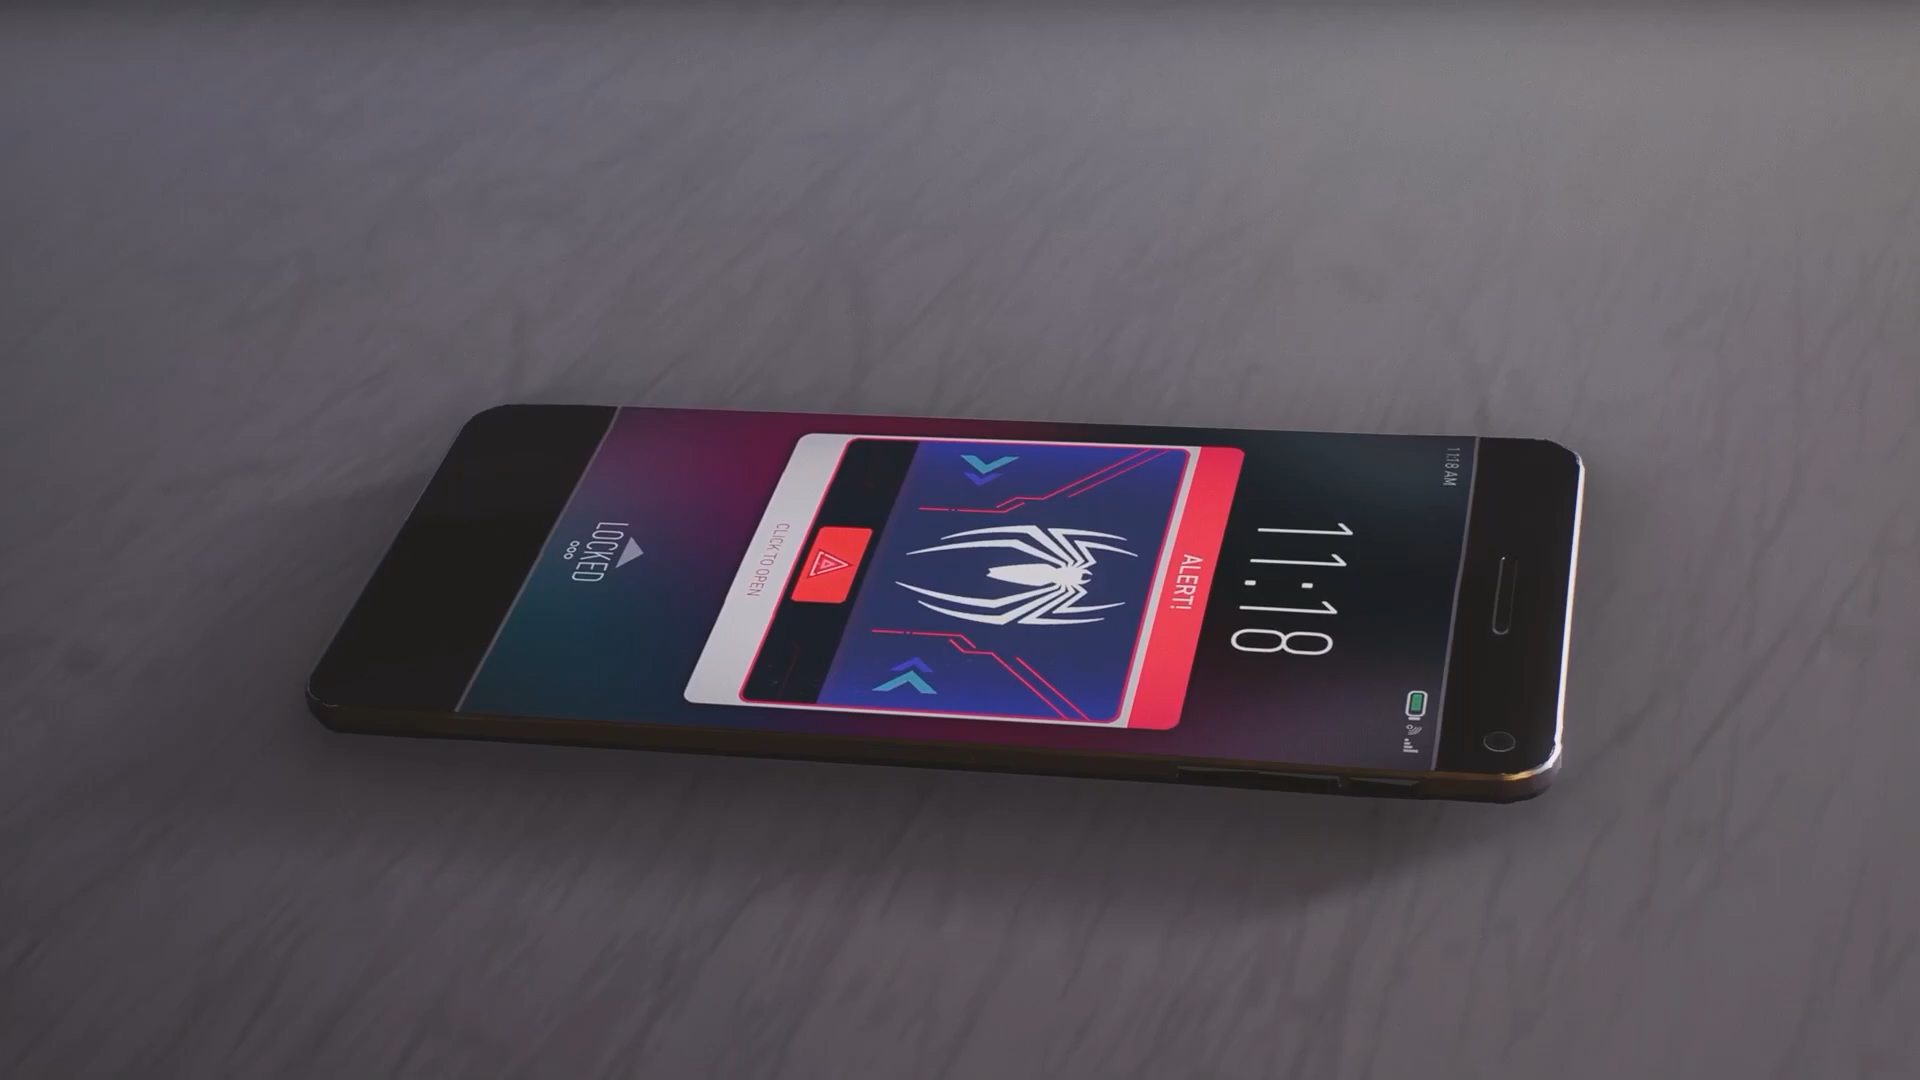 11:18 AM
11:18
ALERT!
CLICK TO OPEN
LOCKED